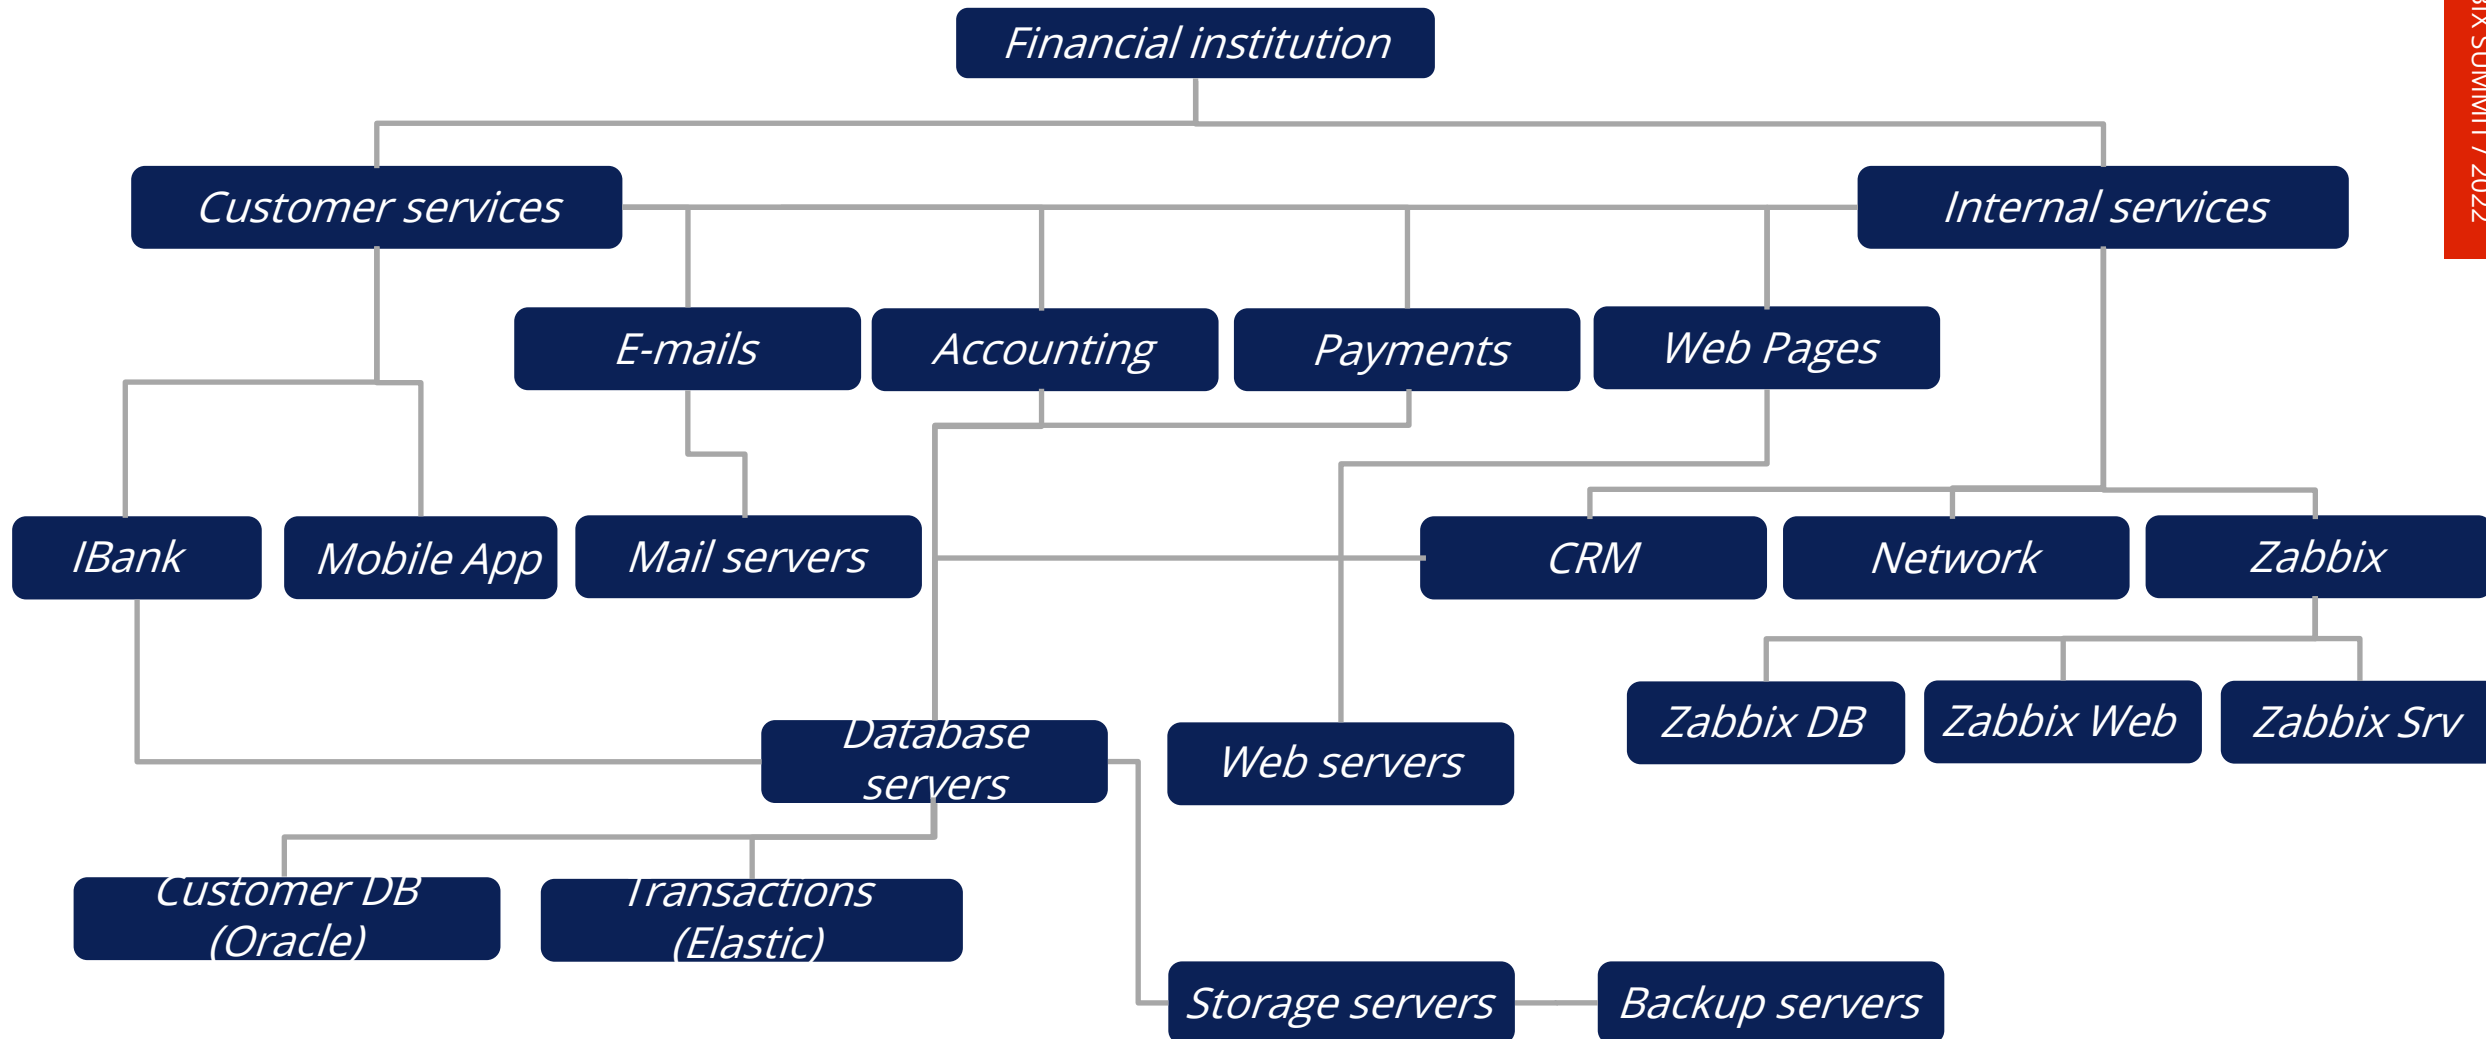 Financial institution
SUMMIT / 2022
Customer services
Internal services
E-mails
Accounting
Payments
Web Pages
IBank
Mobile App
Mail servers
CRM
Network
Zabbix
Database
servers
Web servers
Zabbix DB
Zabbix Web
Zabbix Srv
Customer DB
(Oracle)
Transactions
(Elastic)
Storage servers
Backup servers